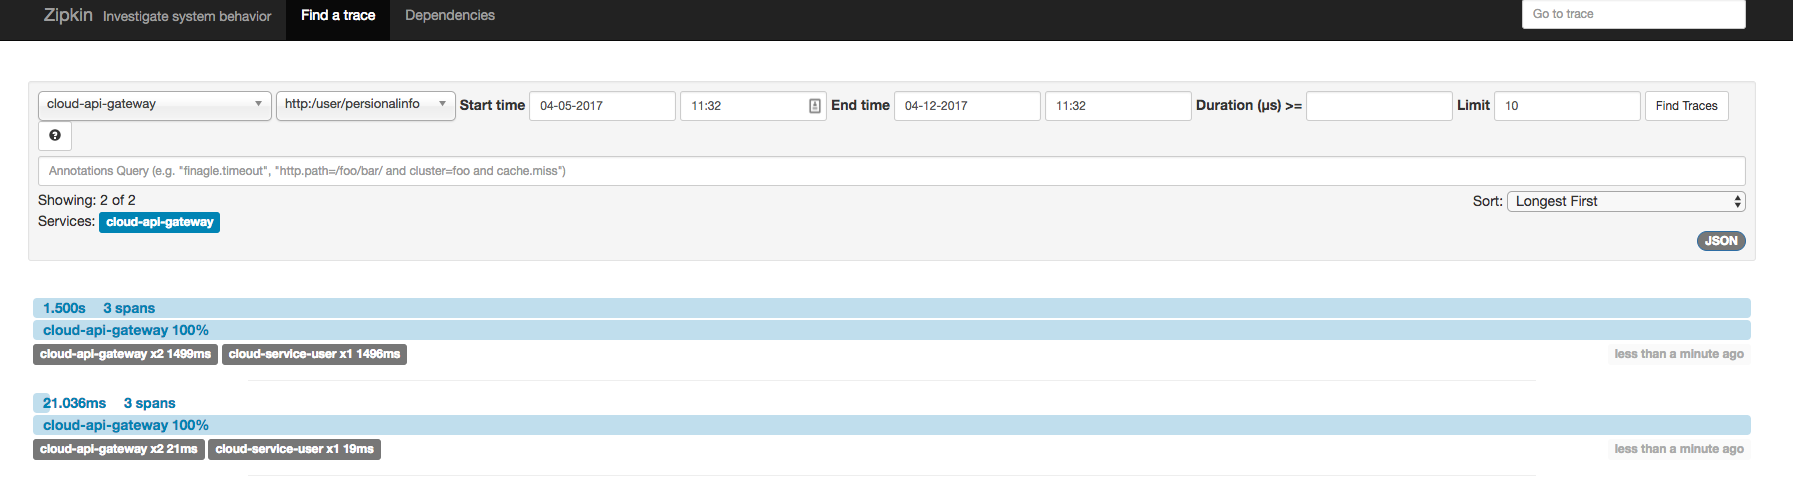 Zipkin Investigate system behavior Find a trace Dependencies Go to trace
cloud-api-gateway http:/user/persionalinfo Start time 04-05-2017 11:32 End time 04-12-2017 11:32 Duration (μs) >= Limit 10 Find Traces
?
Annotations Query (e.g. "finagle.timeout", "http.path=/foo/bar/ and cluster=foo and cache.miss")
Showing: 2 of 2 Sort: Longest First
Services: cloud-api-gateway
JSON
1.500s 3 spans
cloud-api-gateway 100%
cloud-api-gateway x2 1499ms cloud-service-user x1 1496ms less than a minute ago
21.036ms 3 spans
cloud-api-gateway 100%
cloud-api-gateway x2 21ms cloud-service-user x1 19ms less than a minute ago